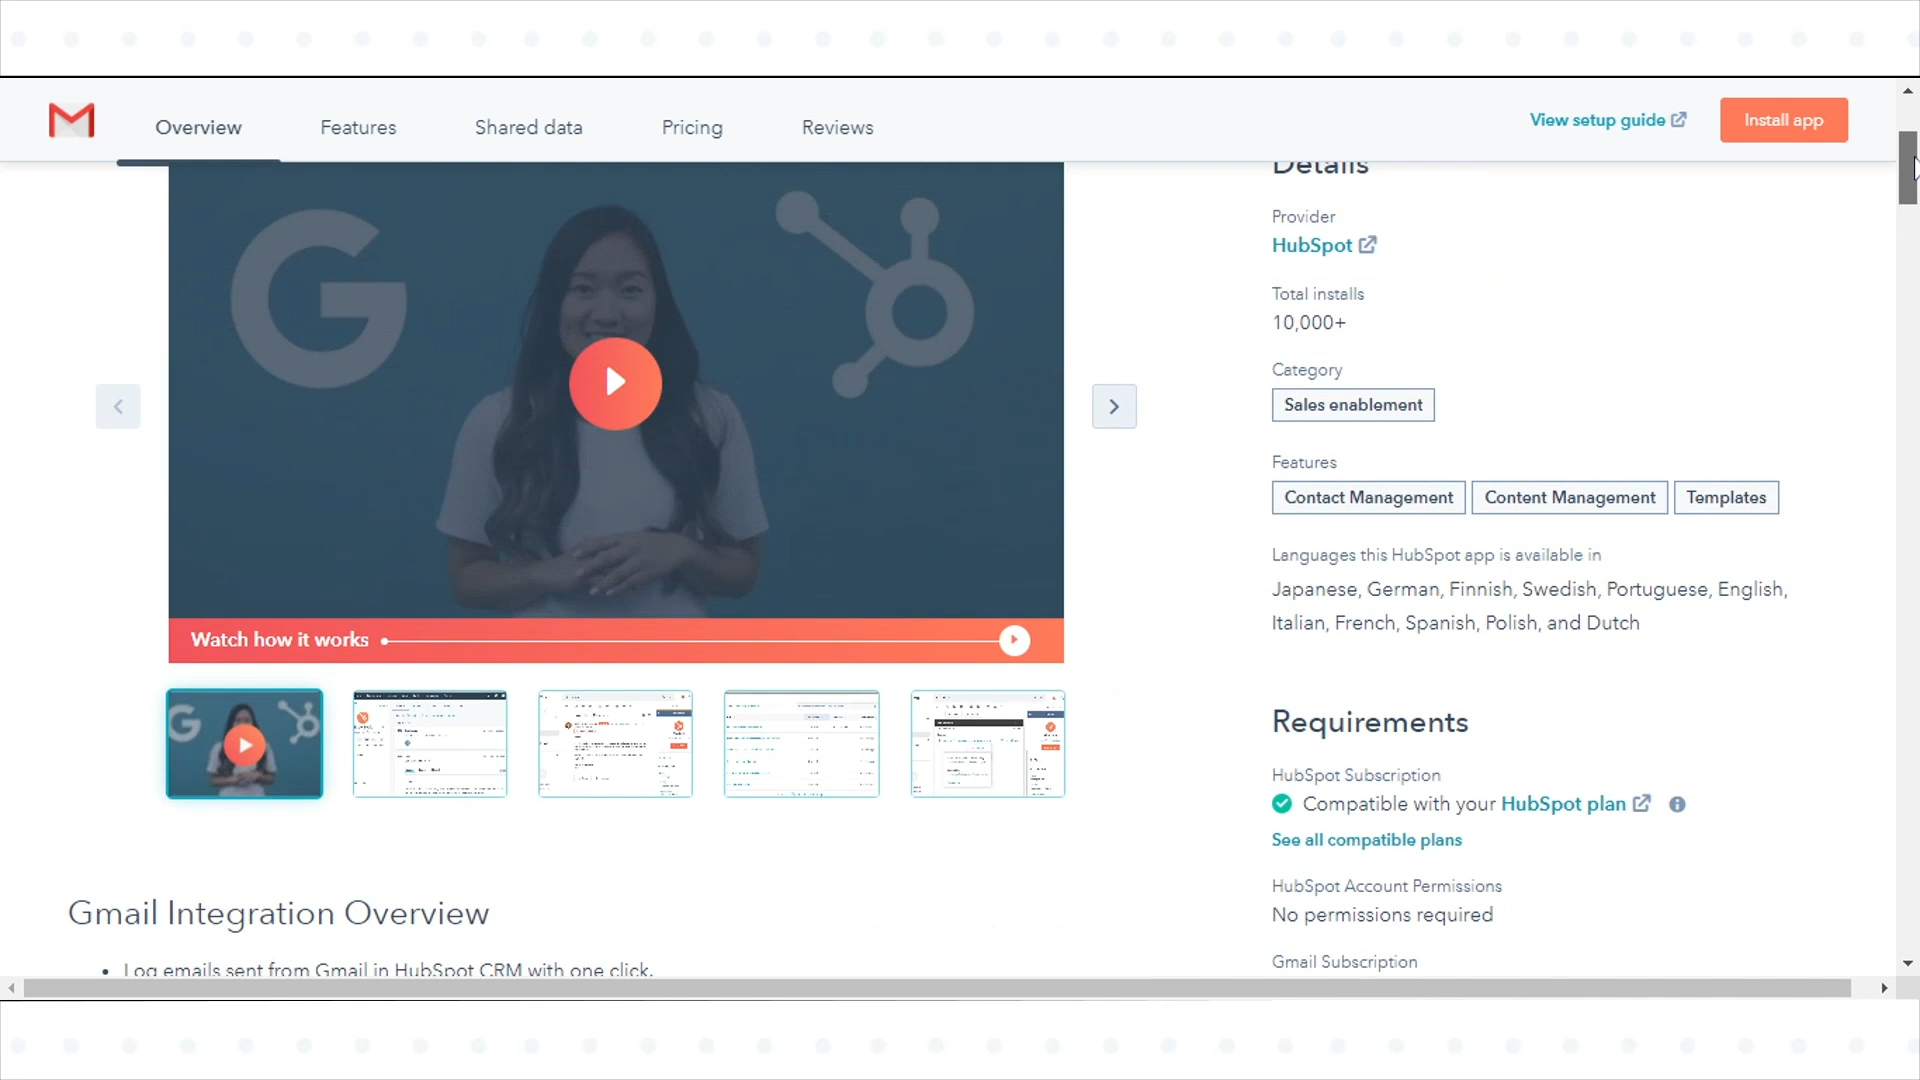 Overview
Features
Shared data
Pricing
Reviews
View setup guide
Install app
Details
Provider
HubSpot
Total installs
10,000+
Category
Sales enablement
Features
Contact Management
Content Management
Templates
Languages this HubSpot app is available in
Japanese, German, Finnish, Swedish, Portuguese, English,
Italian, French, Spanish, Polish, and Dutch
Watch how it works
Requirements
HubSpot Subscription
Compatible with your HubSpot plan
See all compatible plans
HubSpot Account Permissions
No permissions required
Gmail Subscription
Gmail Integration Overview
• Log emails sent from Gmail in HubSpot CRM with one click.